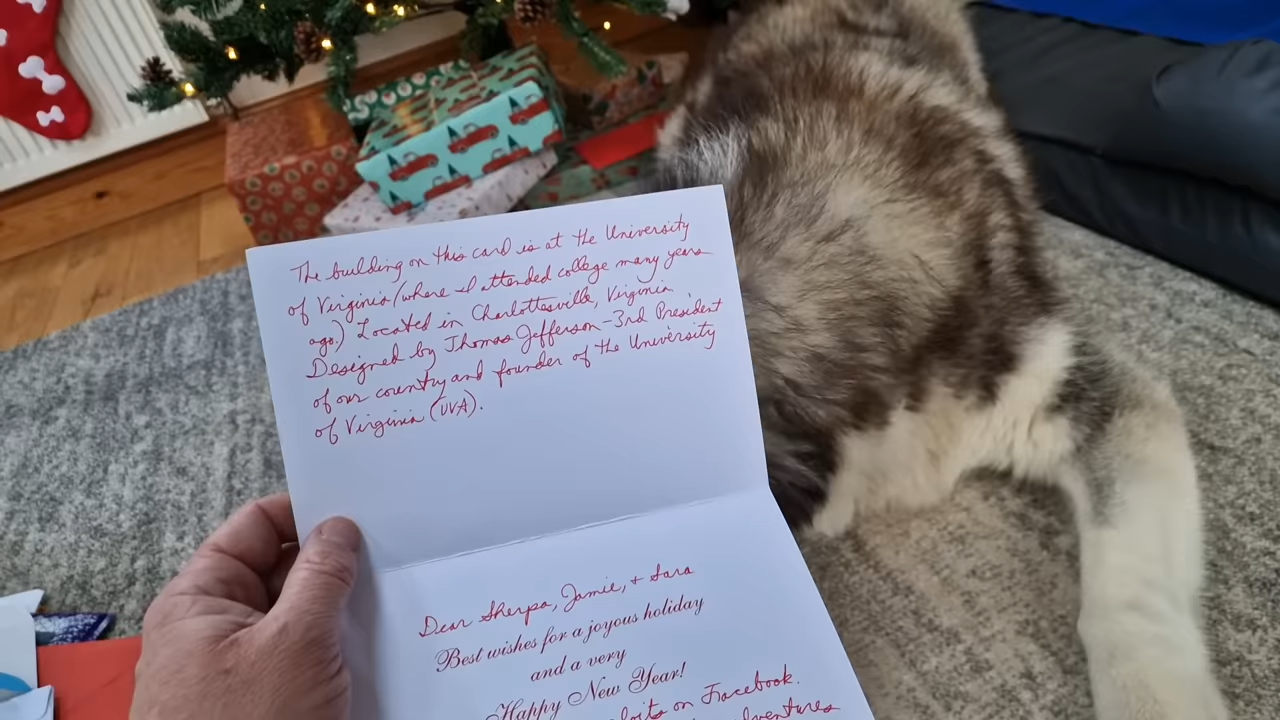 The building on this card is at the University
of Virginia (where I attended college many years
ago.) Located in Charlottesville, Virginia
Designed by Thomas Jefferson - 3rd President
of our country and founder of the University
of Virginia (UVA).
Dear Sherpa, Jamie, + Sara
Best wishes for a joyous holiday
and a very
Happy New Year!
on Facebook.
adventures